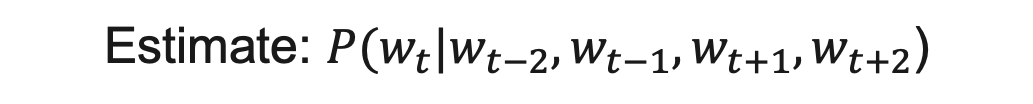 Estimate: P(wₜ|wₜ₋₂, wₜ₋₁, wₜ₊₁, wₜ₊₂)